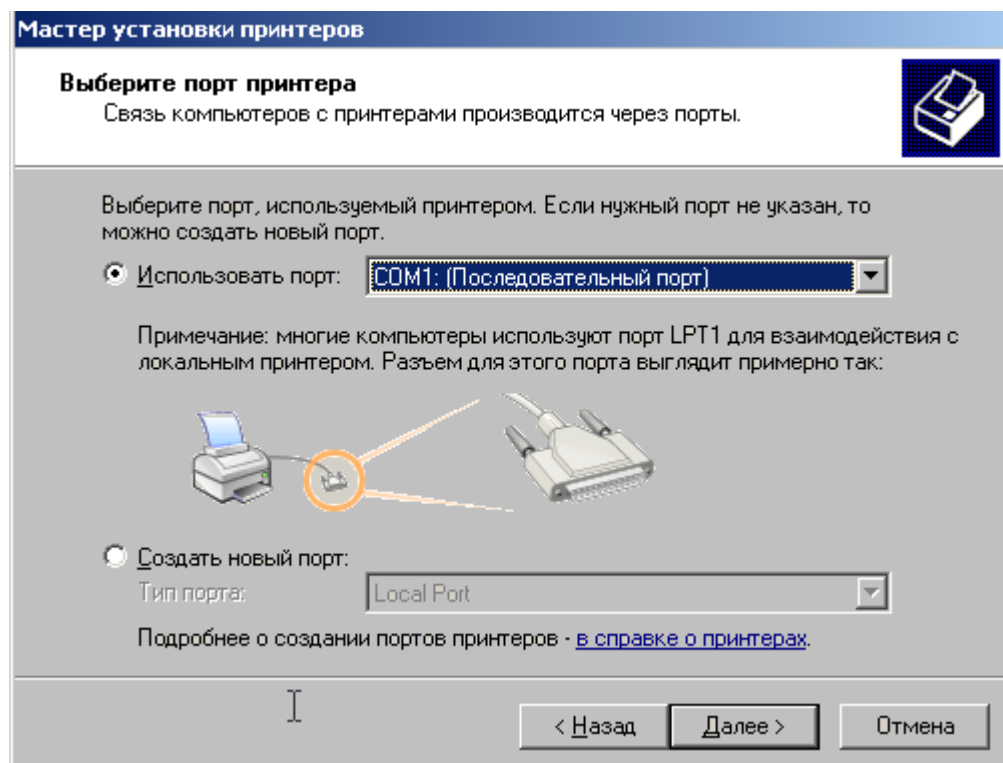 Мастер установки принтеров
Выберите порт принтера
Связь компьютеров с принтерами производится через порты.
Выберите порт, используемый принтером. Если нужный порт не указан, то
можно создать новый порт.
Использовать порт: COM1: (Последовательный порт)
Примечание: многие компьютеры используют порт LPT1 для взаимодействия с
локальным принтером. Разъем для этого порта выглядит примерно так:
Создать новый порт:
Тип порта: Local Port
Подробнее о создании портов принтеров - в справке о принтерах.
< Назад Далее > Отмена